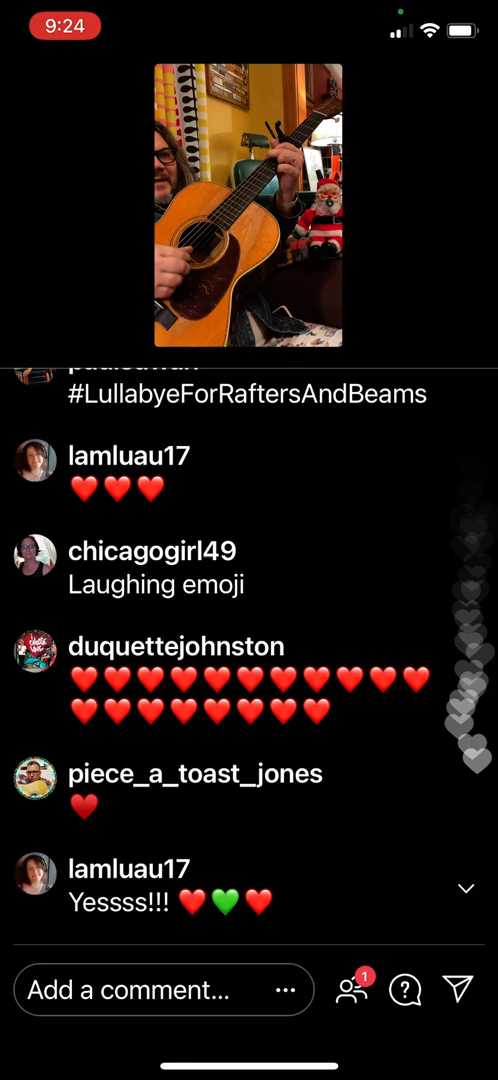 9:24
#LullabyeForRaftersAndBeams
lamluau17
chicagogirl49
Laughing emoji
duquettejohnston
piece_a_toast_jones
lamluau17
Yessss!!!
1
Add a comment...